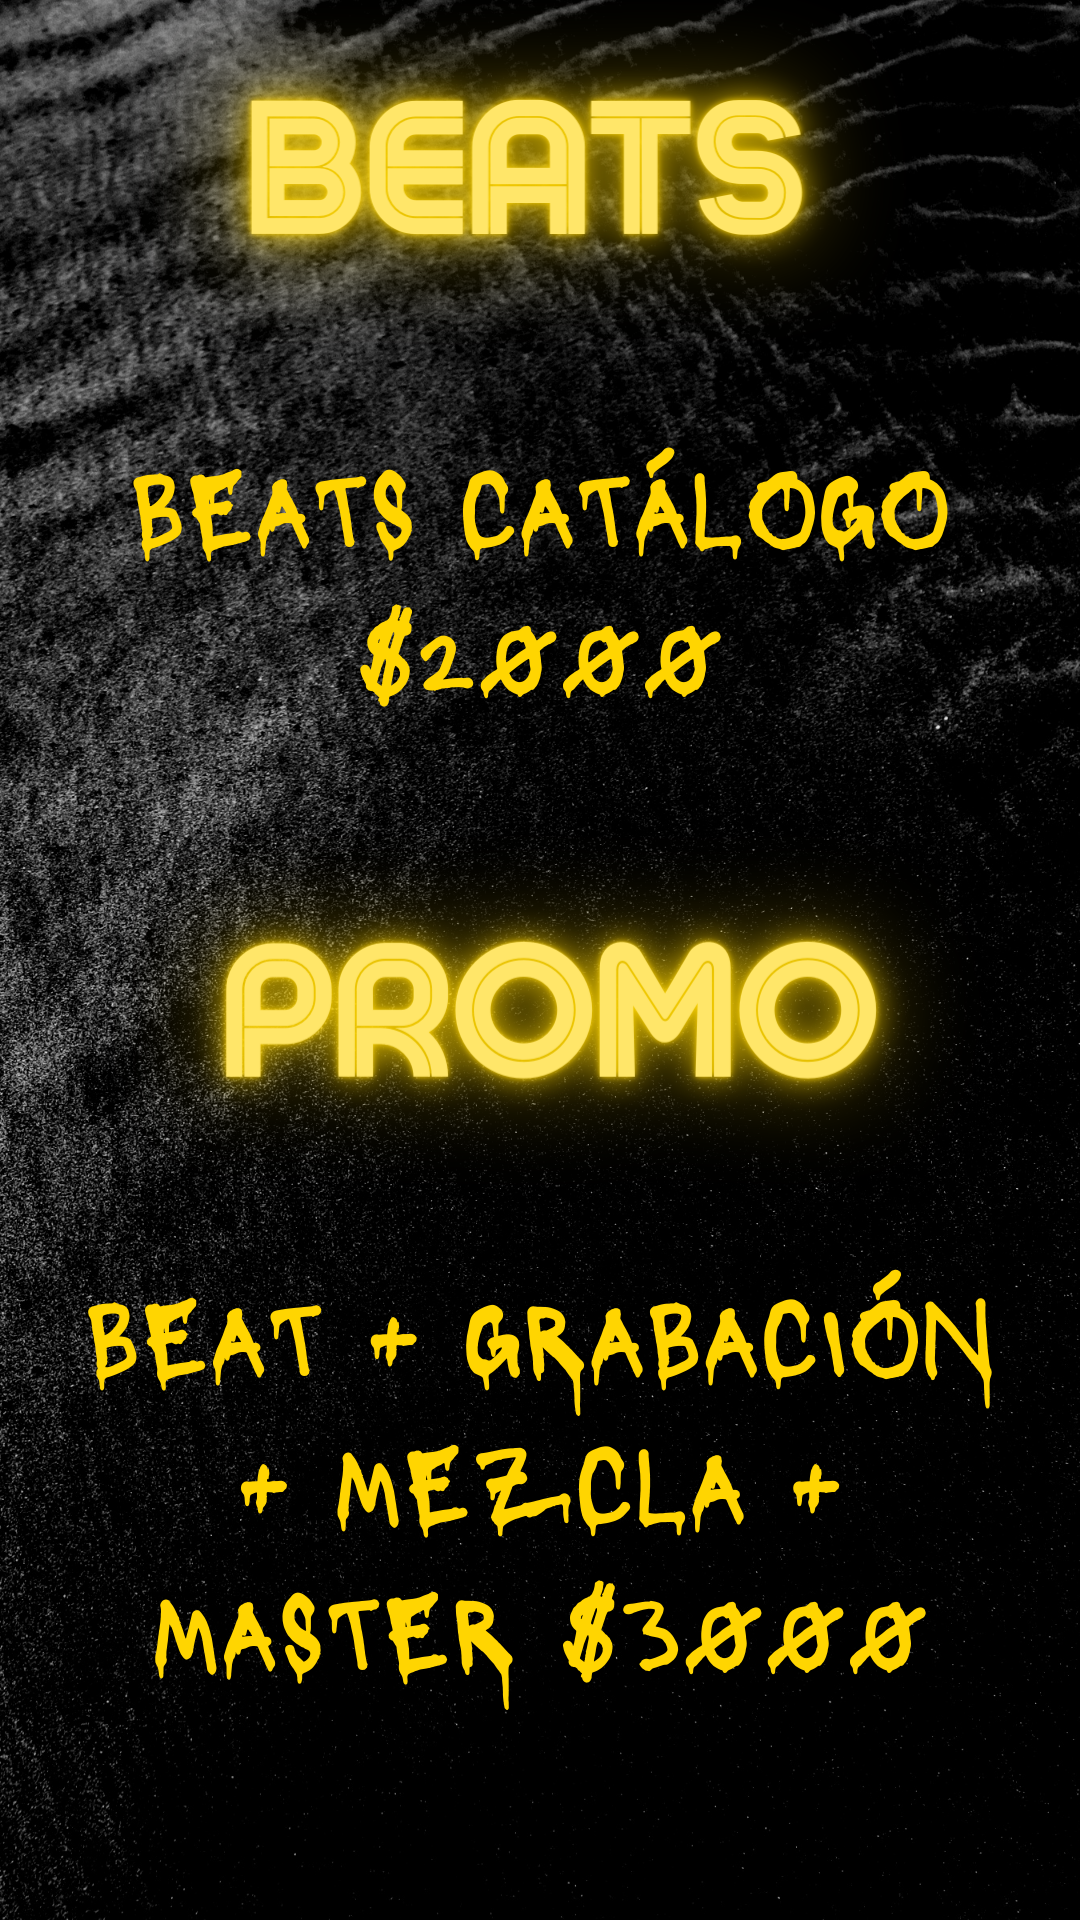 BEATS
BEATS CATÁLOGO
$2000
PROMO
BEAT + GRABACIÓN
+ MEZCLA +
MASTER $3000